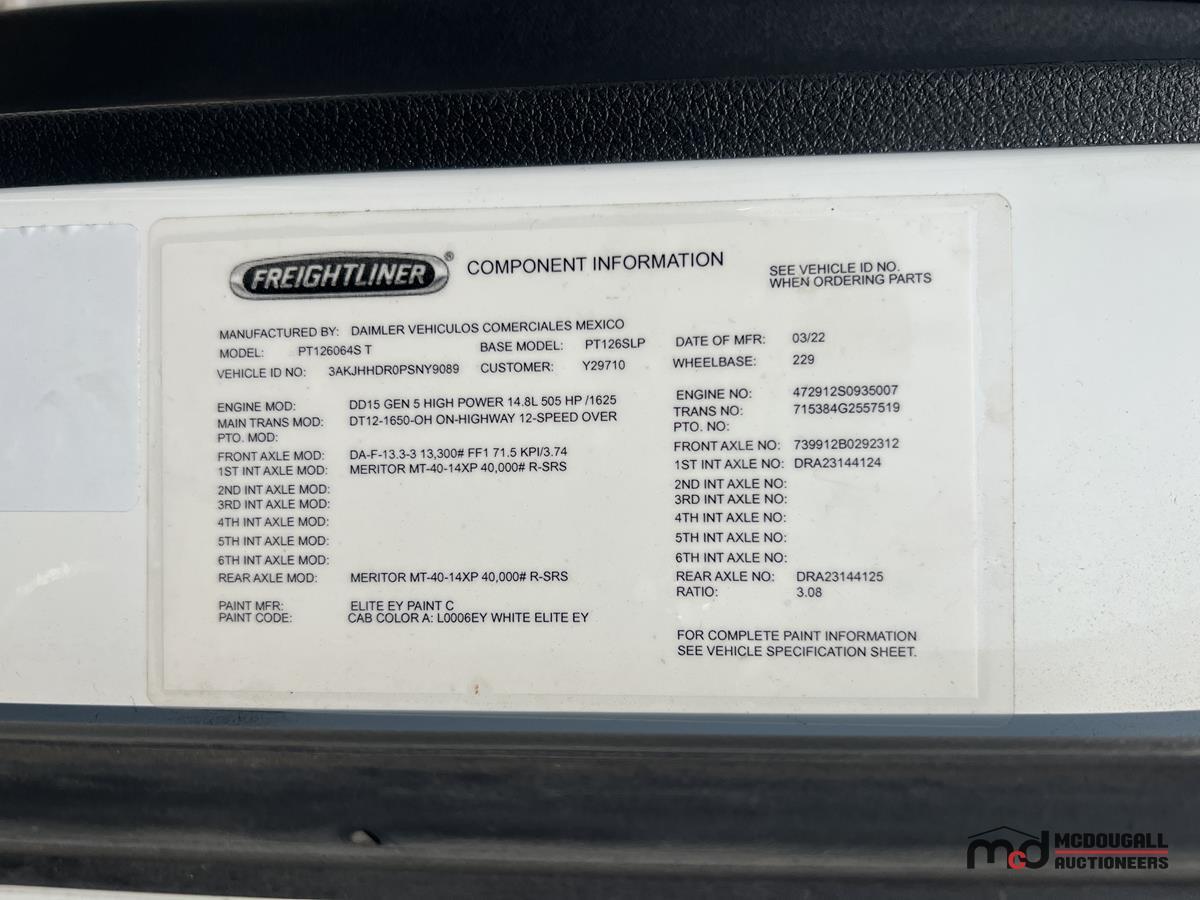 FREIGHTLINER® COMPONENT INFORMATION
SEE VEHICLE ID NO.
WHEN ORDERING PARTS
MANUFACTURED BY: DAIMLER VEHICULOS COMERCIALES MEXICO
MODEL: PT126064S T BASE MODEL: PT126SLP DATE OF MFR: 03/22
VEHICLE ID NO: 3AKJHHDR0PSNY9089 CUSTOMER: Y29710 WHEELBASE: 229
ENGINE MOD: DD15 GEN 5 HIGH POWER 14.8L 505 HP /1625 ENGINE NO: 472912S0935007
MAIN TRANS MOD: DT12-1650-OH ON-HIGHWAY 12-SPEED OVER TRANS NO: 715384G2557519
PTO. MOD: PTO. NO:
FRONT AXLE MOD: DA-F-13.3-3 13,300# FF1 71.5 KPI/3.74 FRONT AXLE NO: 739912B0292312
1ST INT AXLE MOD: MERITOR MT-40-14XP 40,000# R-SRS 1ST INT AXLE NO: DRA23144124
2ND INT AXLE MOD: 2ND INT AXLE NO:
3RD INT AXLE MOD: 3RD INT AXLE NO:
4TH INT AXLE MOD: 4TH INT AXLE NO:
5TH INT AXLE MOD: 5TH INT AXLE NO:
6TH INT AXLE MOD: 6TH INT AXLE NO:
REAR AXLE MOD: MERITOR MT-40-14XP 40,000# R-SRS REAR AXLE NO: DRA23144125
RATIO: 3.08
PAINT MFR: ELITE EY PAINT C
PAINT CODE: CAB COLOR A: L0006EY WHITE ELITE EY
FOR COMPLETE PAINT INFORMATION
SEE VEHICLE SPECIFICATION SHEET.
mcd MCDOUGALL
AUCTIONEERS